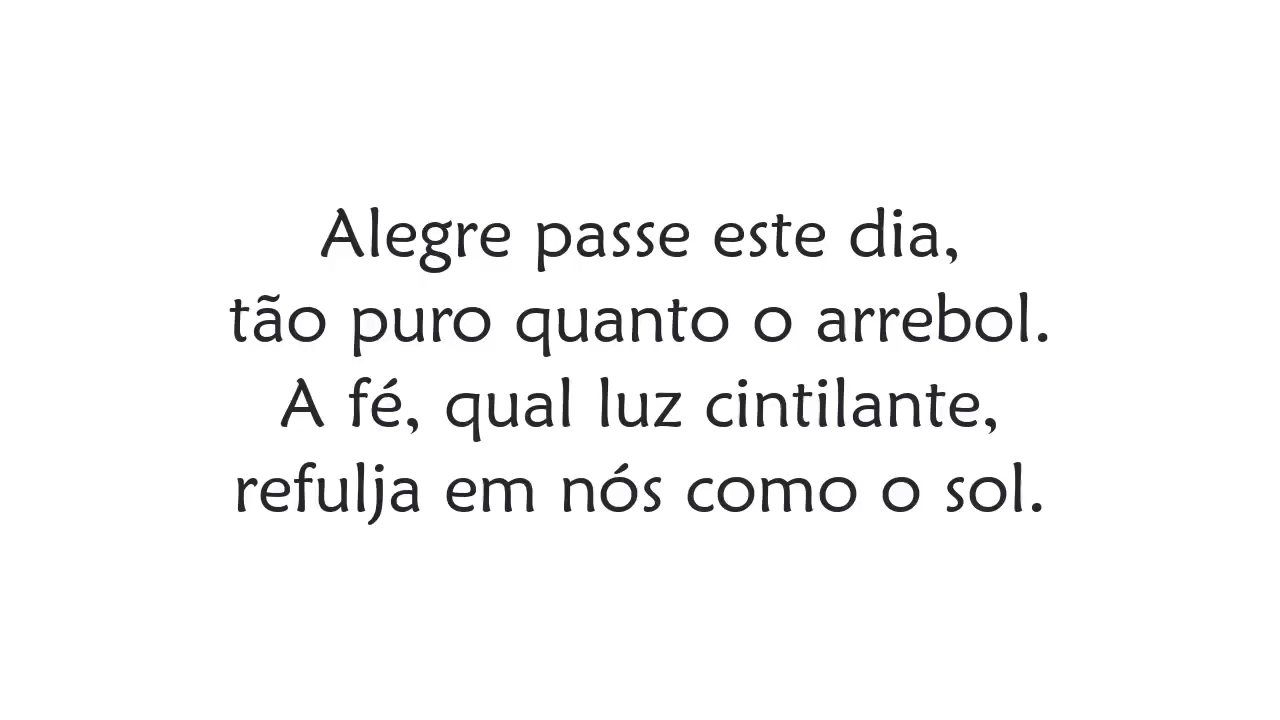 Alegre passe este dia,
tão puro quanto o arrebol.
A fé, qual luz cintilante,
refulja em nós como o sol.